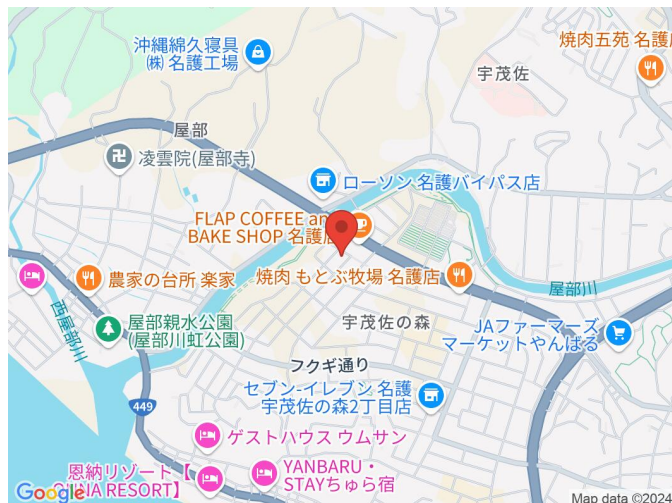 沖縄綿久寝具
㈱ 名護工場
焼肉五苑 名護店
宇茂佐
屋部
凌雲院(屋部寺)
ローソン 名護バイパス店
FLAP COFFEE an
BAKE SHOP 名護店
農家の台所 楽家
焼肉 もとぶ牧場 名護店
屋部川
西屋部川
屋部親水公園
(屋部川虹公園)
宇茂佐の森
JAファーマーズ
マーケットやんばる
フクギ通り
セブン-イレブン 名護
宇茂佐の森2丁目店
449
ゲストハウス ウムサン
恩納リゾート【
RESORT】
YANBARU・
STAYちゅら宿
Google
Map data ©2024